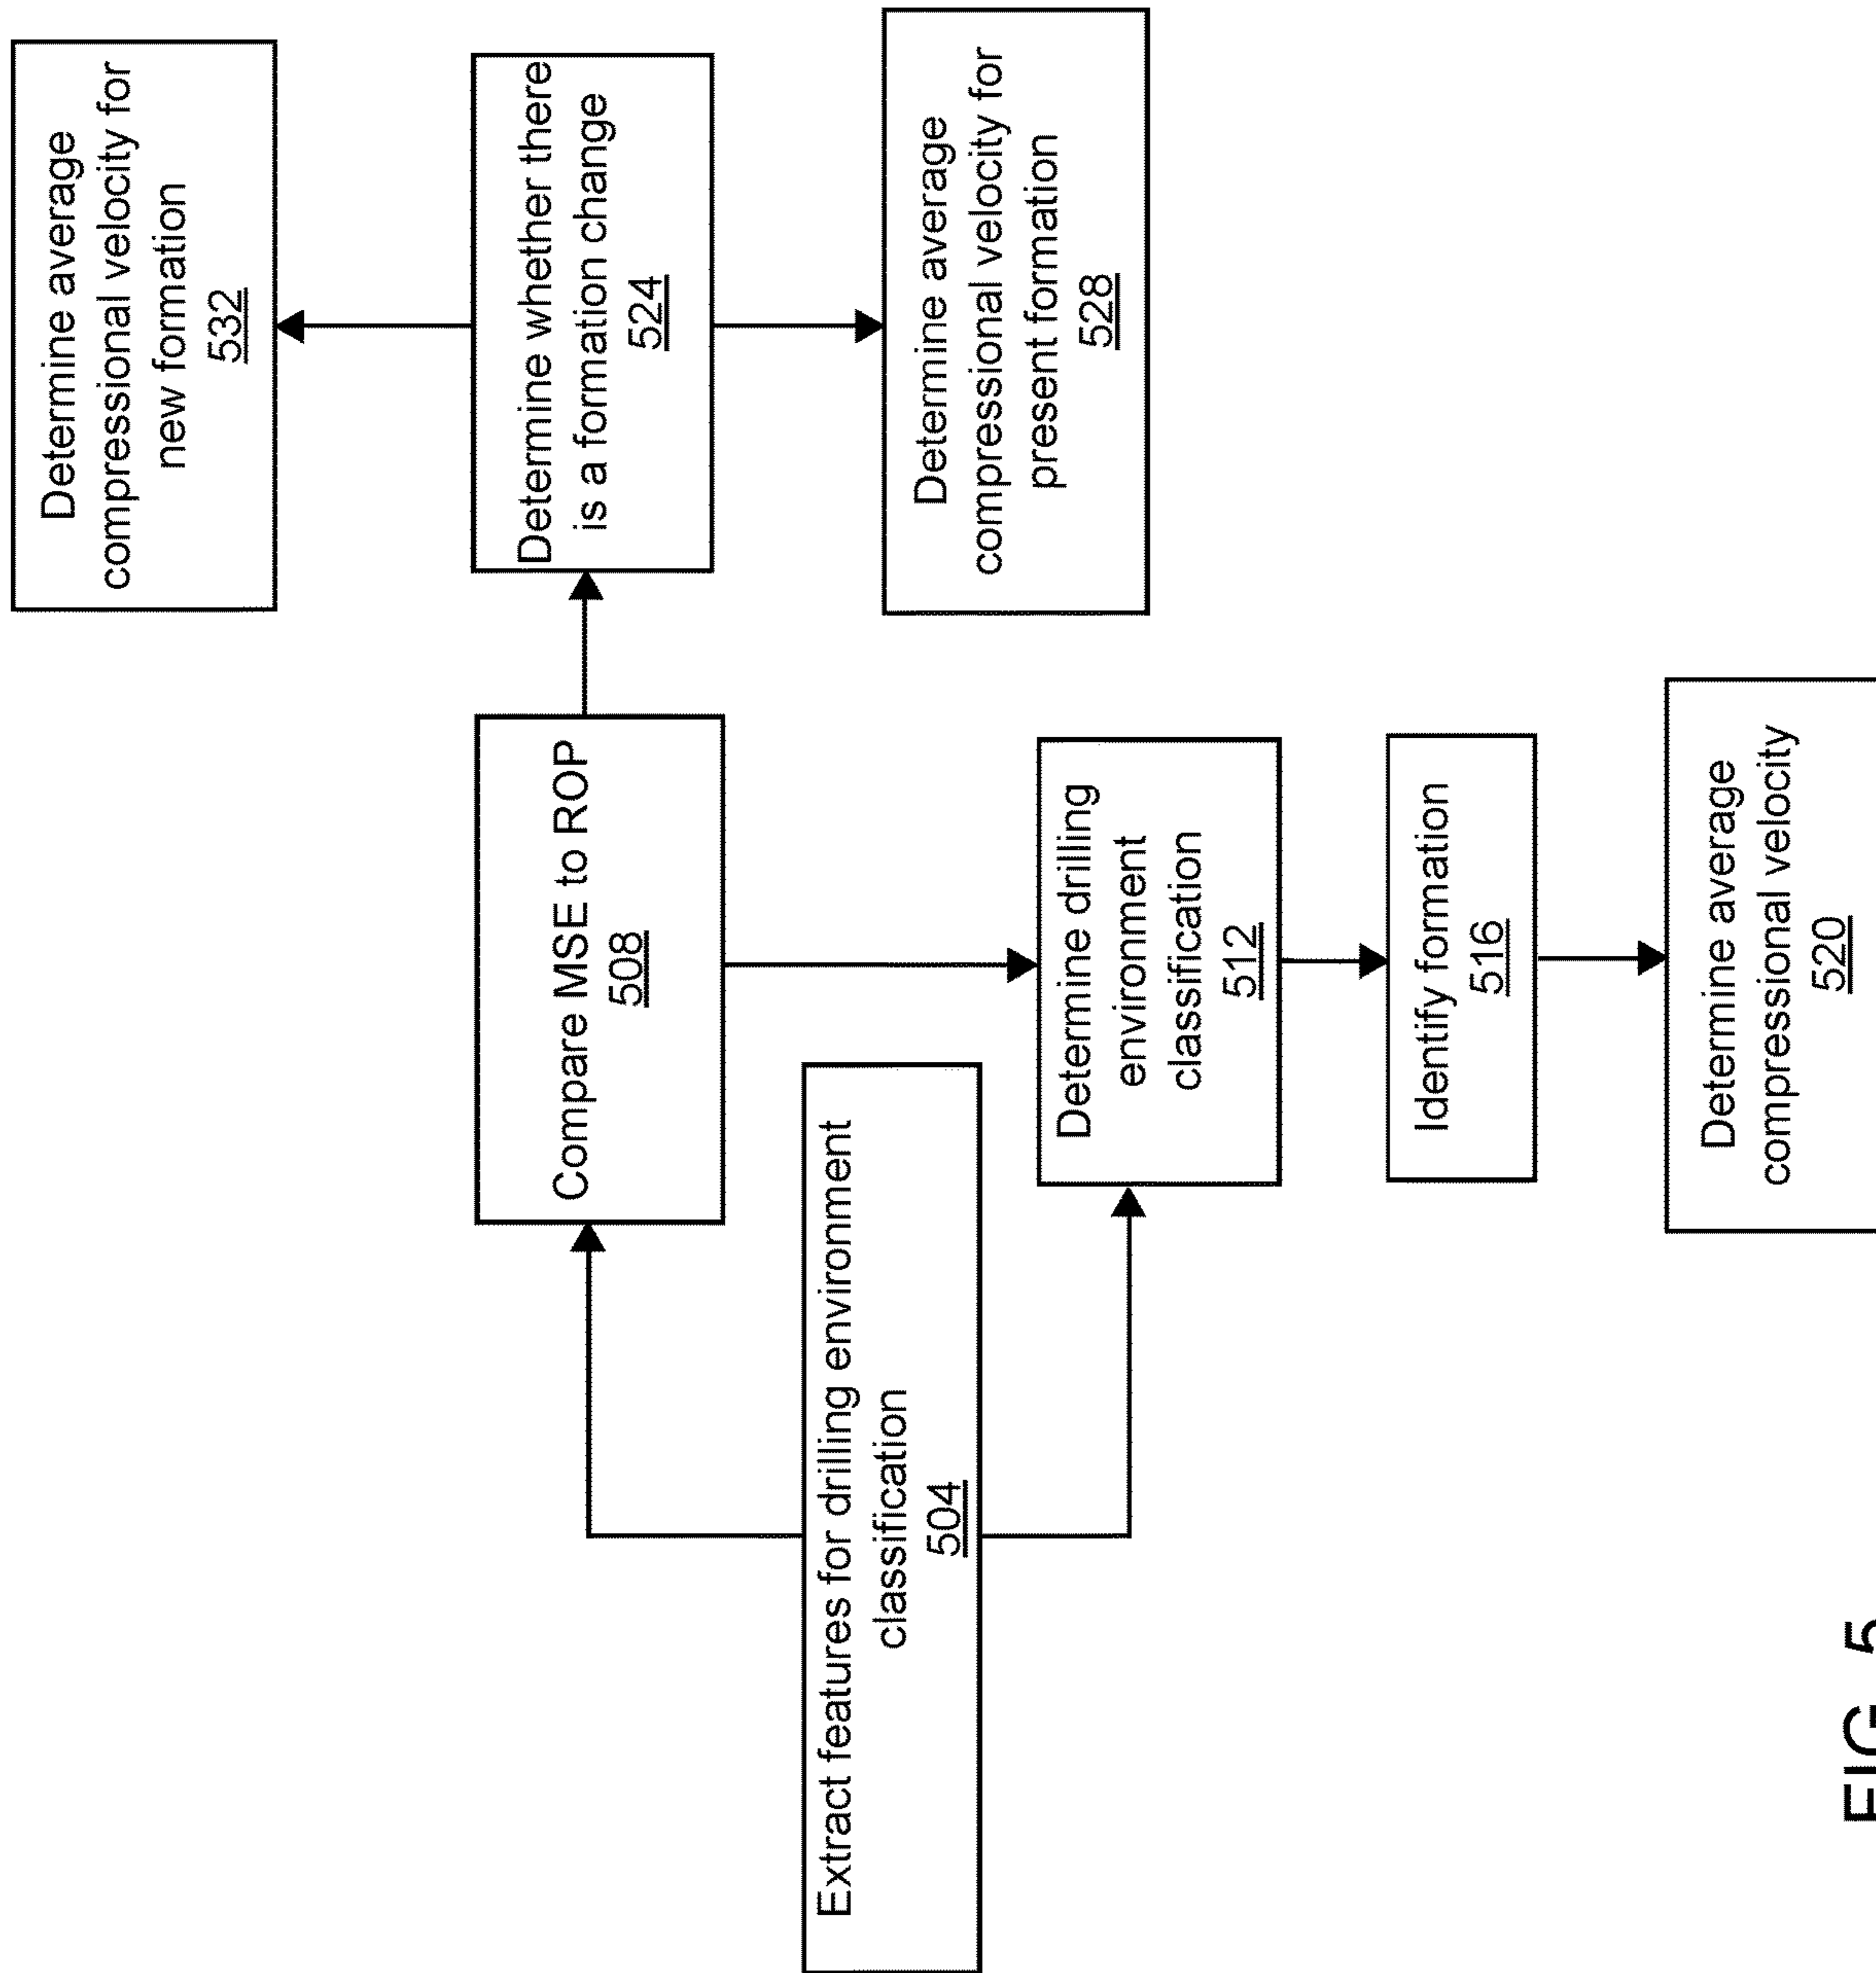 Extract features for drilling environment
classification
504
Compare MSE to ROP
508
Determine drilling
environment
classification
512
Identify formation
516
Determine average
compressional velocity
520
Determine whether there
is a formation change
524
Determine average
compressional velocity for
present formation
528
Determine average
compressional velocity for
new formation
532
FIG. 5